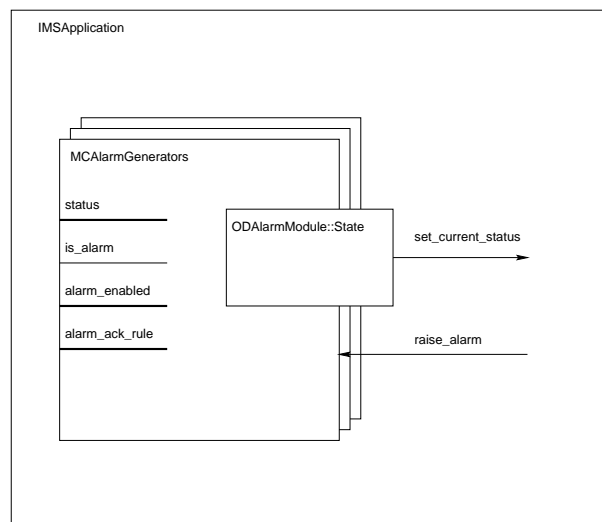 IMSApplication
MCAlarmGenerators
status
ODAlarmModule::State
set_current_status
is_alarm
alarm_enabled
alarm_ack_rule
raise_alarm